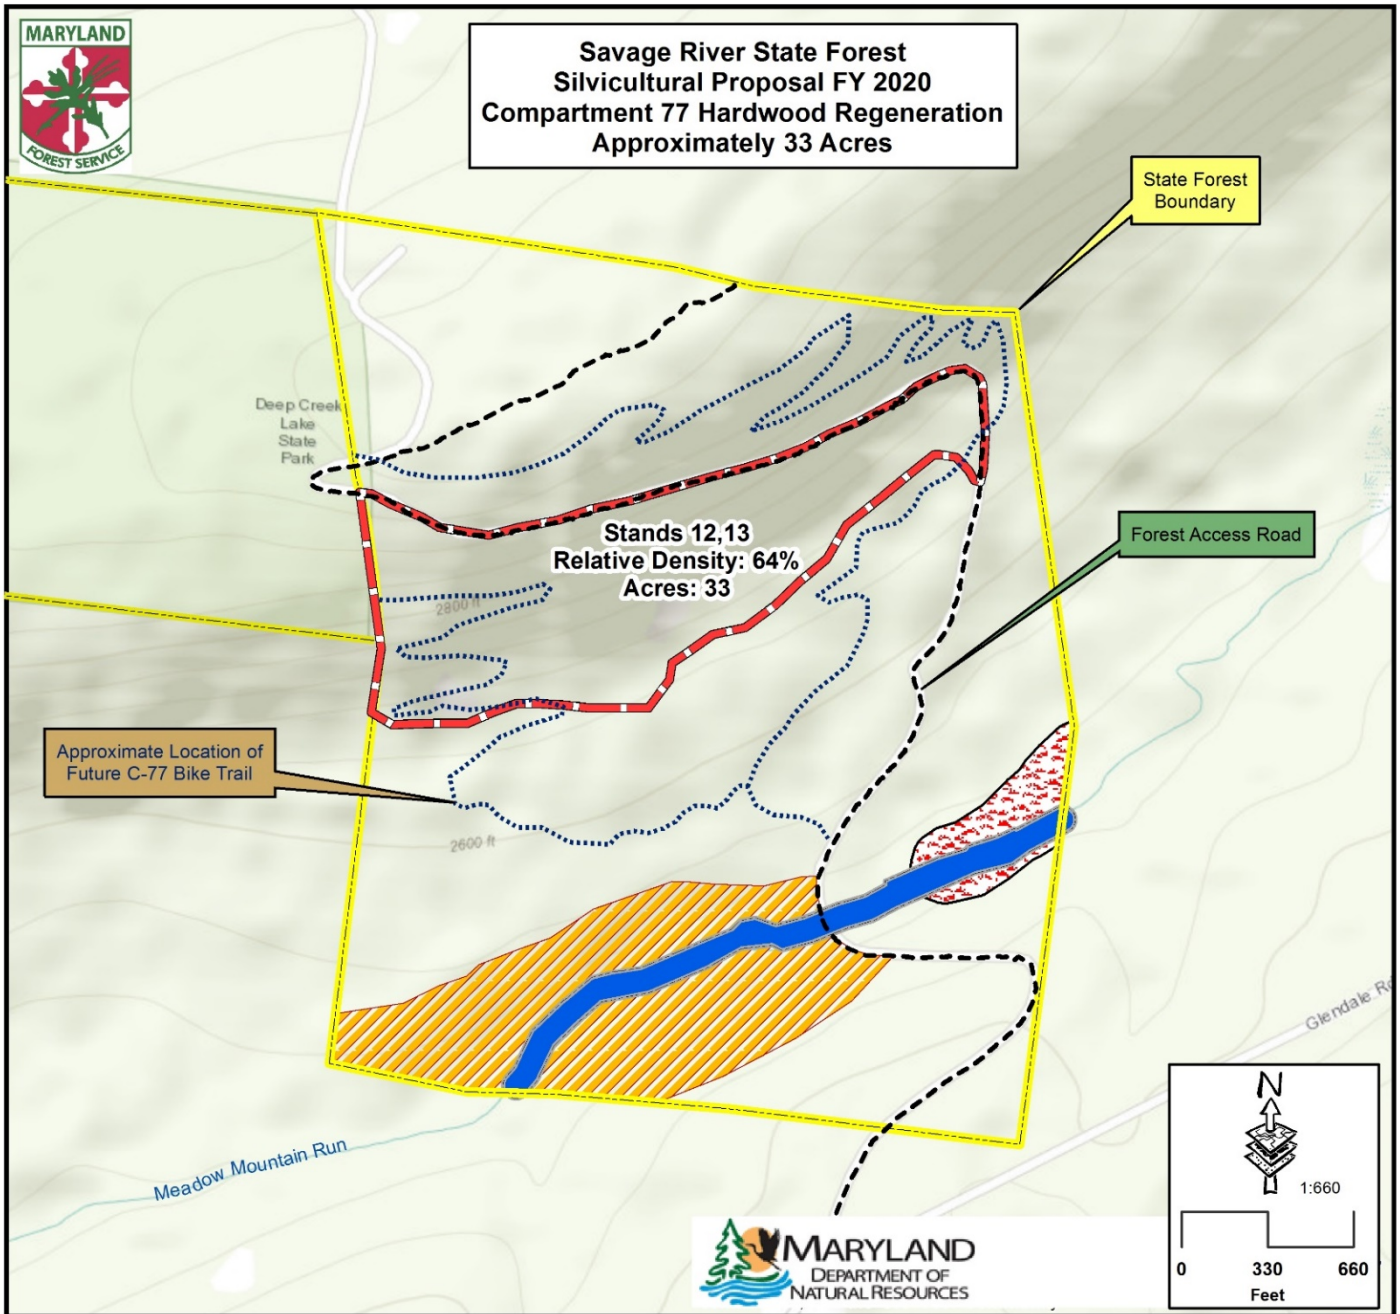 MARYLAND
FOREST SERVICE
Savage River State Forest
Silvicultural Proposal FY 2020
Compartment 77 Hardwood Regeneration
Approximately 33 Acres
State Forest
Boundary
Deep Creek
Lake
State
Park
Stands 12,13
Relative Density: 64%
Acres: 33
Forest Access Road
2800 ft
Approximate Location of
Future C-77 Bike Trail
2600 ft
Glendale
Meadow Mountain Run
N
1:660
0 330 660
Feet
MARYLAND
DEPARTMENT OF
NATURAL RESOURCES